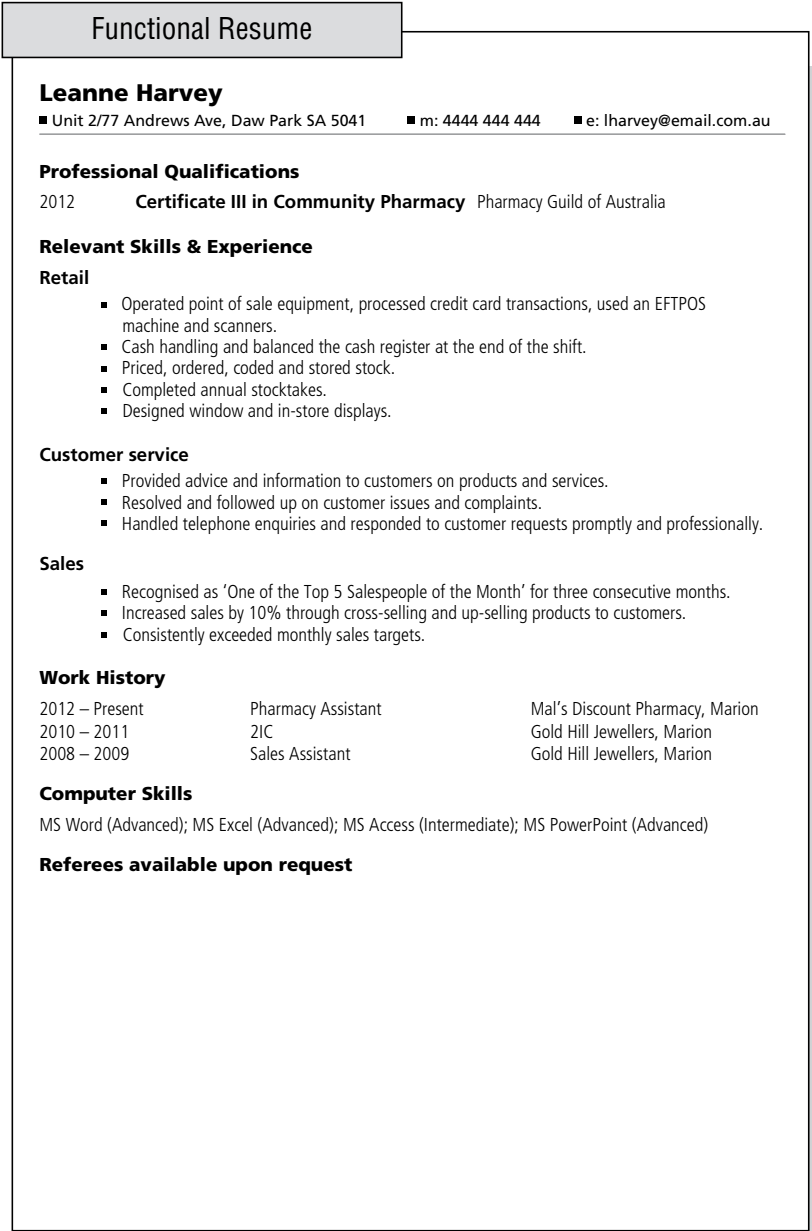 Functional Resume
Leanne Harvey
■ Unit 2/77 Andrews Ave, Daw Park SA 5041 ■ m: 4444 444 444 ■ e: lharvey@email.com.au
Professional Qualifications
2012 Certificate III in Community Pharmacy Pharmacy Guild of Australia
Relevant Skills & Experience
Retail
■ Operated point of sale equipment, processed credit card transactions, used an EFTPOS
machine and scanners.
■ Cash handling and balanced the cash register at the end of the shift.
■ Priced, ordered, coded and stored stock.
■ Completed annual stocktakes.
■ Designed window and in-store displays.
Customer service
■ Provided advice and information to customers on products and services.
■ Resolved and followed up on customer issues and complaints.
■ Handled telephone enquiries and responded to customer requests promptly and professionally.
Sales
■ Recognised as ‘One of the Top 5 Salespeople of the Month’ for three consecutive months.
■ Increased sales by 10% through cross-selling and up-selling products to customers.
■ Consistently exceeded monthly sales targets.
Work History
2012 – Present Pharmacy Assistant Mal’s Discount Pharmacy, Marion
2010 – 2011 2IC Gold Hill Jewellers, Marion
2008 – 2009 Sales Assistant Gold Hill Jewellers, Marion
Computer Skills
MS Word (Advanced); MS Excel (Advanced); MS Access (Intermediate); MS PowerPoint (Advanced)
Referees available upon request